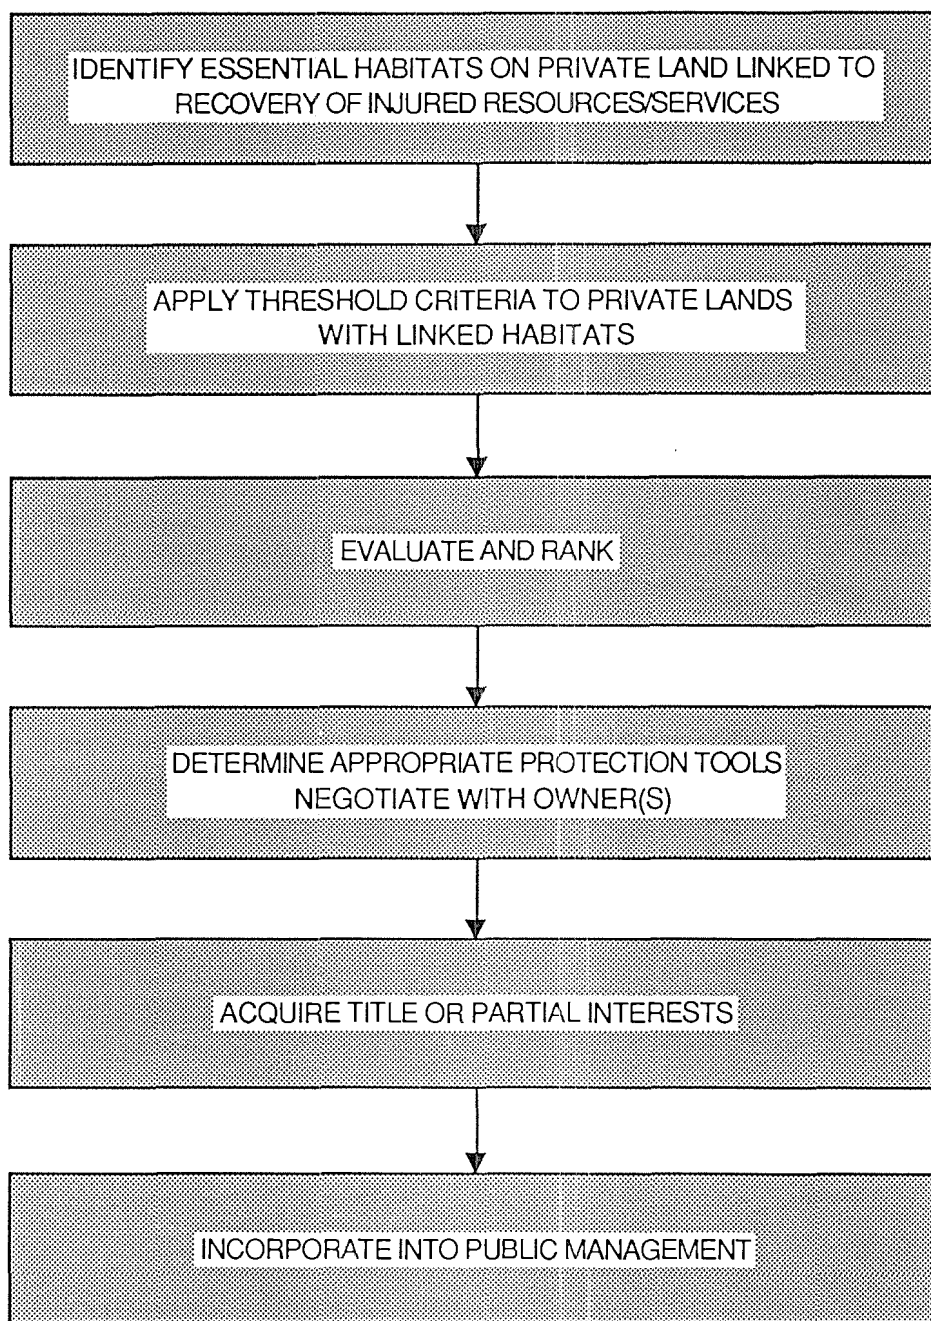 IDENTIFY ESSENTIAL HABITATS ON PRIVATE LAND LINKED TO
RECOVERY OF INJURED RESOURCES/SERVICES
APPLY THRESHOLD CRITERIA TO PRIVATE LANDS
WITH LINKED HABITATS
EVALUATE AND RANK
DETERMINE APPROPRIATE PROTECTION TOOLS
NEGOTIATE WITH OWNER(S)
ACQUIRE TITLE OR PARTIAL INTERESTS
INCORPORATE INTO PUBLIC MANAGEMENT